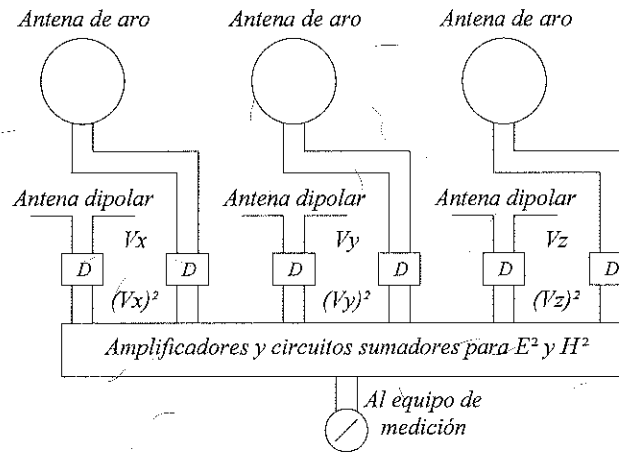 Antena de aro Antena de aro Antena de aro
Antena dipolar Antena dipolar Antena dipolar
Vx Vy Vz
D D D D D D
(Vx)² (Vy)² (Vz)²
Amplificadores y circuitos sumadores para E² y H²
Al equipo de
medición